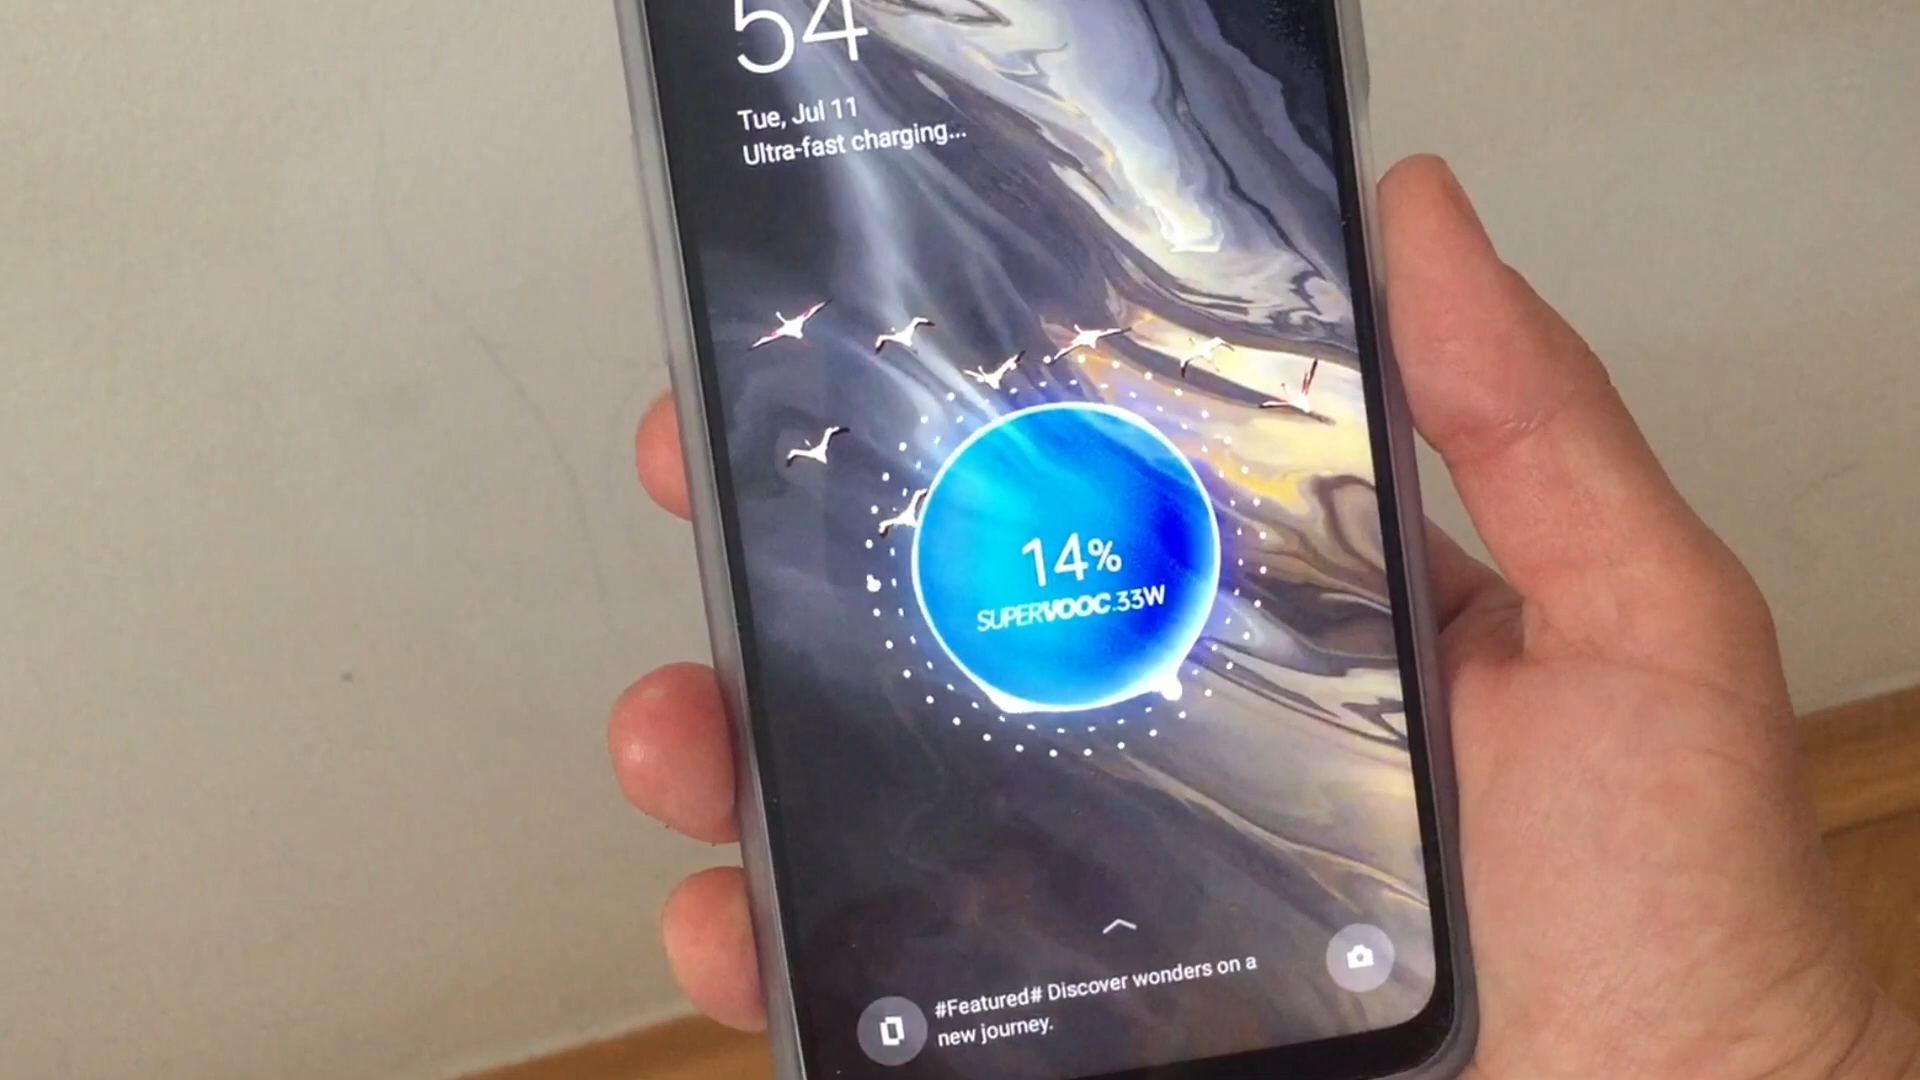 54
Tue, Jul 11
Ultra-fast charging...
14%
SUPERVOOC 33W
#Featured# Discover wonders on a
new journey.